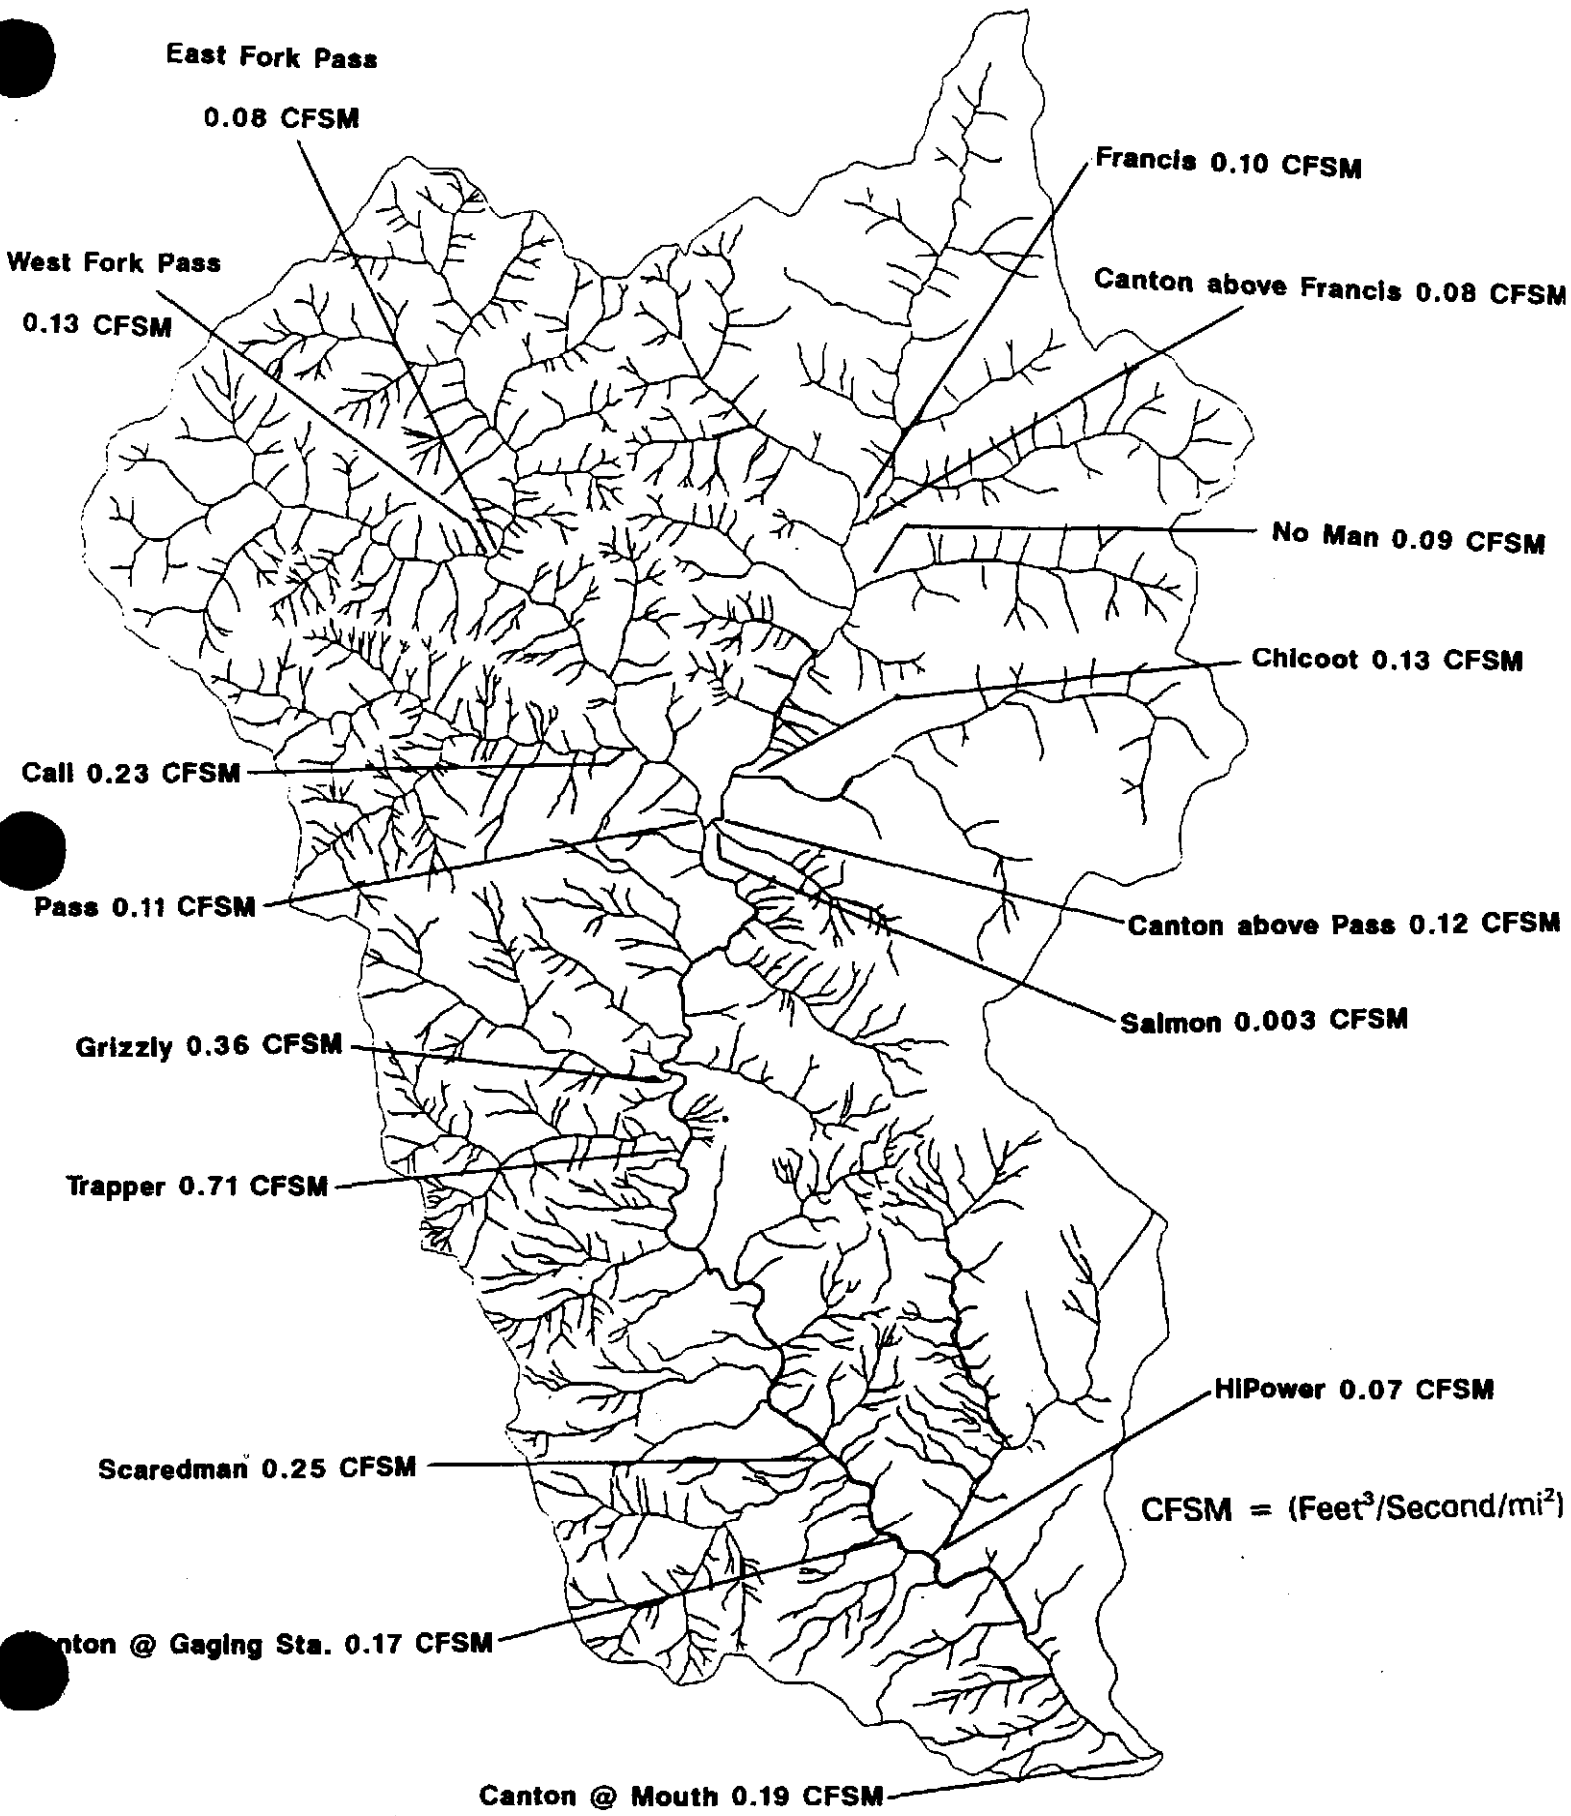 East Fork Pass
0.08 CFSM
Francis 0.10 CFSM
West Fork Pass
0.13 CFSM
Canton above Francis 0.08 CFSM
No Man 0.09 CFSM
Chicoot 0.13 CFSM
Call 0.23 CFSM
Pass 0.11 CFSM
Canton above Pass 0.12 CFSM
Salmon 0.003 CFSM
Grizzly 0.36 CFSM
Trapper 0.71 CFSM
HiPower 0.07 CFSM
Scaredman 0.25 CFSM
CFSM = (Feet³/Second/mi²)
nton @ Gaging Sta. 0.17 CFSM
Canton @ Mouth 0.19 CFSM